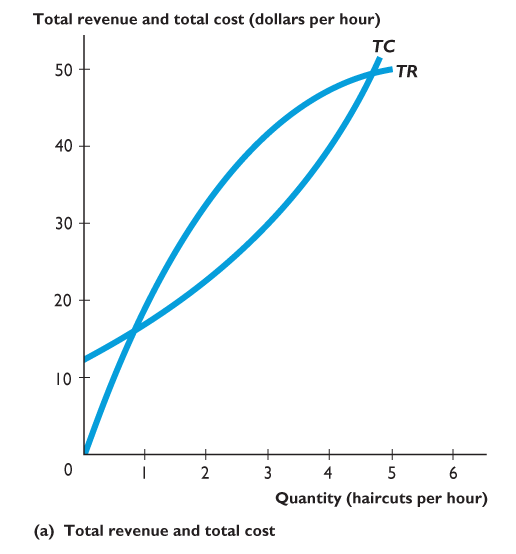 Total revenue and total cost (dollars per hour)
TC
TR
50
40
30
20
10
0
1 2 3 4 5 6
Quantity (haircuts per hour)
(a) Total revenue and total cost